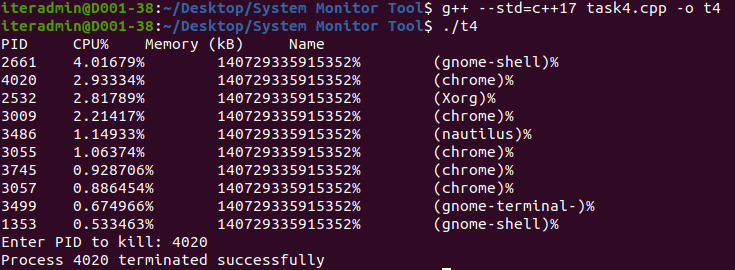 iteradmin@D001-38:~/Desktop/System Monitor Tool$ g++ --std=c++17 task4.cpp -o t4
iteradmin@D001-38:~/Desktop/System Monitor Tool$ ./t4
PID CPU% Memory (kB) Name
2661 4.01679% 140729335915352% (gnome-shell)%
4020 2.93334% 140729335915352% (chrome)%
2532 2.81789% 140729335915352% (Xorg)%
3009 2.21417% 140729335915352% (chrome)%
3486 1.14933% 140729335915352% (nautilus)%
3055 1.06374% 140729335915352% (chrome)%
3745 0.928706% 140729335915352% (chrome)%
3057 0.886454% 140729335915352% (chrome)%
3499 0.674966% 140729335915352% (gnome-terminal-)%
1353 0.533463% 140729335915352% (gnome-shell)%
Enter PID to kill: 4020
Process 4020 terminated successfully